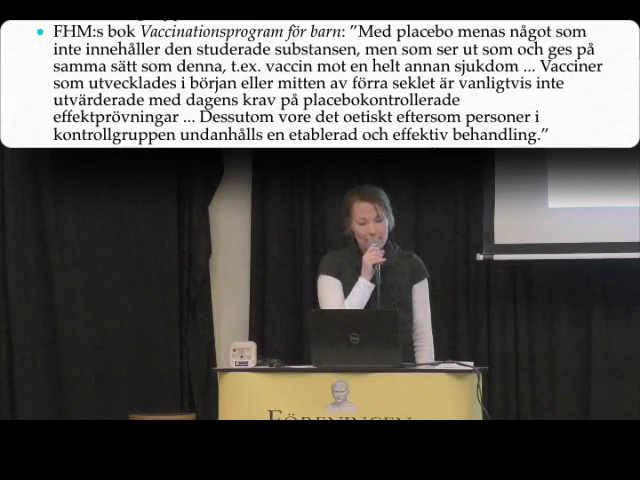 • FHM:s bok Vaccinationsprogram för barn: ”Med placebo menas något som
inte innehåller den studerade substansen, men som ser ut som och ges på
samma sätt som denna, t.ex. vaccin mot en helt annan sjukdom ... Vacciner
som utvecklades i början eller mitten av förra seklet är vanligtvis inte
utvärderade med dagens krav på placebokontrollerade
effektprövningar ... Dessutom vore det oetiskt eftersom personer i
kontrollgruppen undanhålls en etablerad och effektiv behandling.”
DELL
FÖRENINGEN